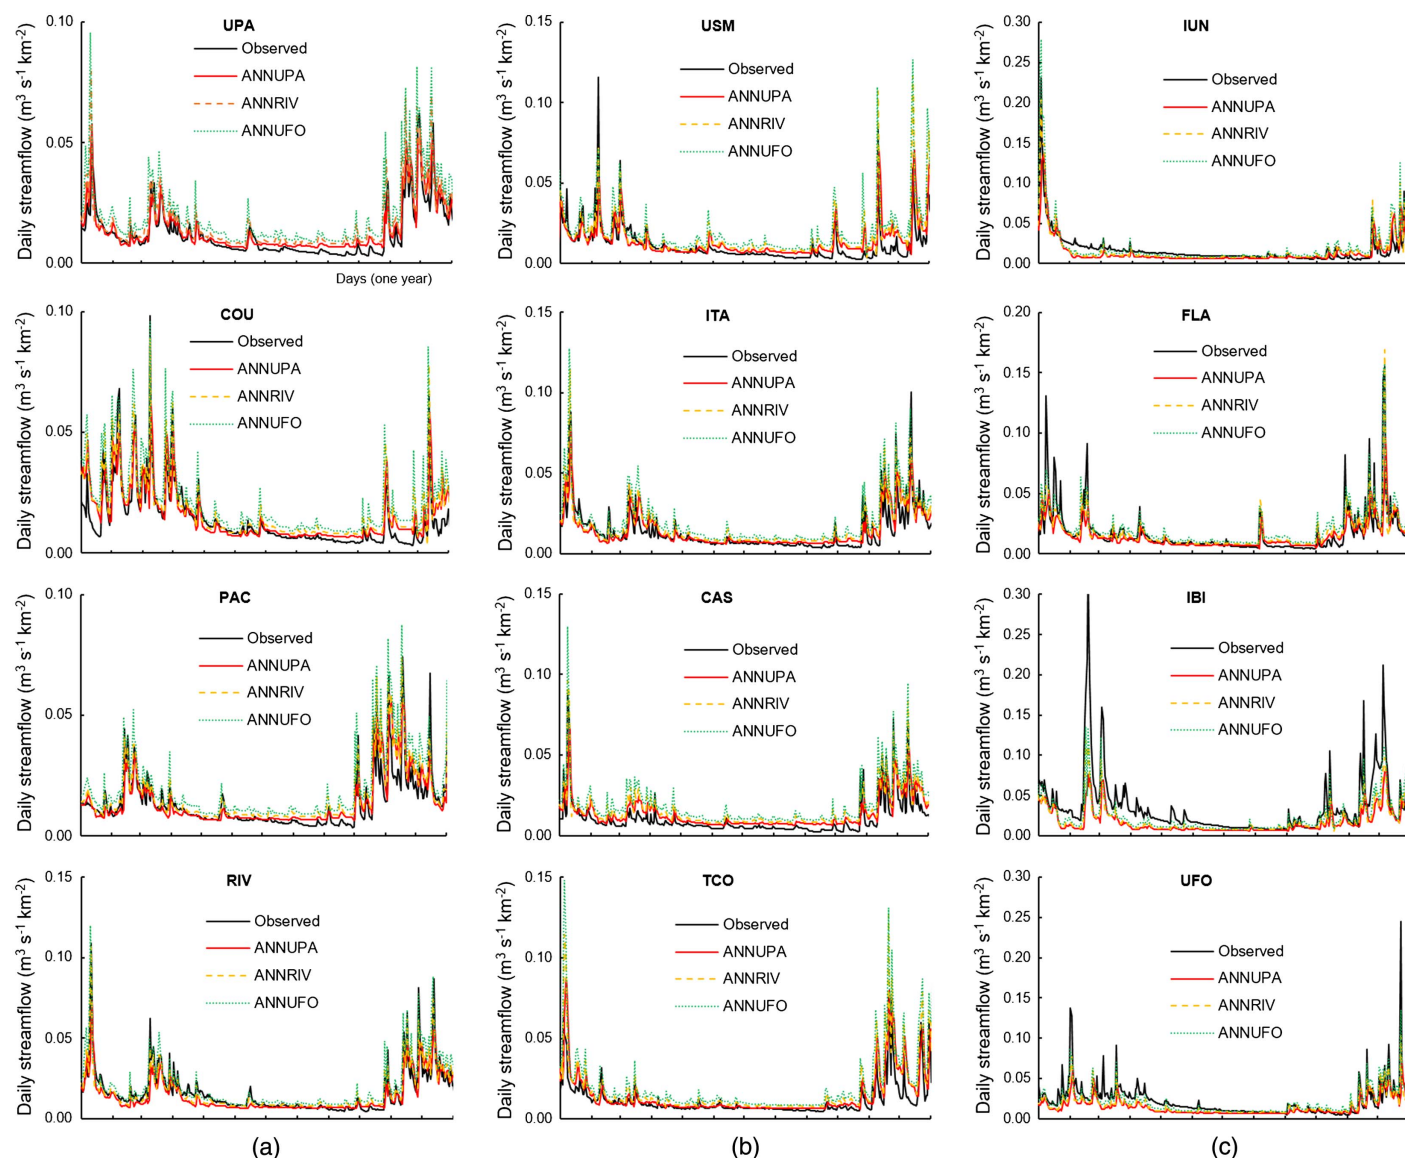 UPA
Observed
ANNUPA
ANNRIV
ANNUFO
Daily streamflow (m³ s⁻¹ km⁻²)
0.10
0.05
0.00
Days (one year)
USM
Observed
ANNUPA
ANNRIV
ANNUFO
Daily streamflow (m³ s⁻¹ km⁻²)
0.15
0.10
0.05
0.00
IUN
Observed
ANNUPA
ANNRIV
ANNUFO
Daily streamflow (m³ s⁻¹ km⁻²)
0.30
0.25
0.20
0.15
0.10
0.05
0.00
COU
Observed
ANNUPA
ANNRIV
ANNUFO
Daily streamflow (m³ s⁻¹ km⁻²)
0.10
0.05
0.00
ITA
Observed
ANNUPA
ANNRIV
ANNUFO
Daily streamflow (m³ s⁻¹ km⁻²)
0.15
0.10
0.05
0.00
FLA
Observed
ANNUPA
ANNRIV
ANNUFO
Daily streamflow (m³ s⁻¹ km⁻²)
0.20
0.15
0.10
0.05
0.00
PAC
Observed
ANNUPA
ANNRIV
ANNUFO
Daily streamflow (m³ s⁻¹ km⁻²)
0.10
0.05
0.00
CAS
Observed
ANNUPA
ANNRIV
ANNUFO
Daily streamflow (m³ s⁻¹ km⁻²)
0.15
0.10
0.05
0.00
IBI
Observed
ANNUPA
ANNRIV
ANNUFO
Daily streamflow (m³ s⁻¹ km⁻²)
0.30
0.25
0.20
0.15
0.10
0.05
0.00
RIV
Observed
ANNUPA
ANNRIV
ANNUFO
Daily streamflow (m³ s⁻¹ km⁻²)
0.15
0.10
0.05
0.00
(a)
TCO
Observed
ANNUPA
ANNRIV
ANNUFO
Daily streamflow (m³ s⁻¹ km⁻²)
0.15
0.10
0.05
0.00
(b)
UFO
Observed
ANNUPA
ANNRIV
ANNUFO
Daily streamflow (m³ s⁻¹ km⁻²)
0.30
0.25
0.20
0.15
0.10
0.05
0.00
(c)